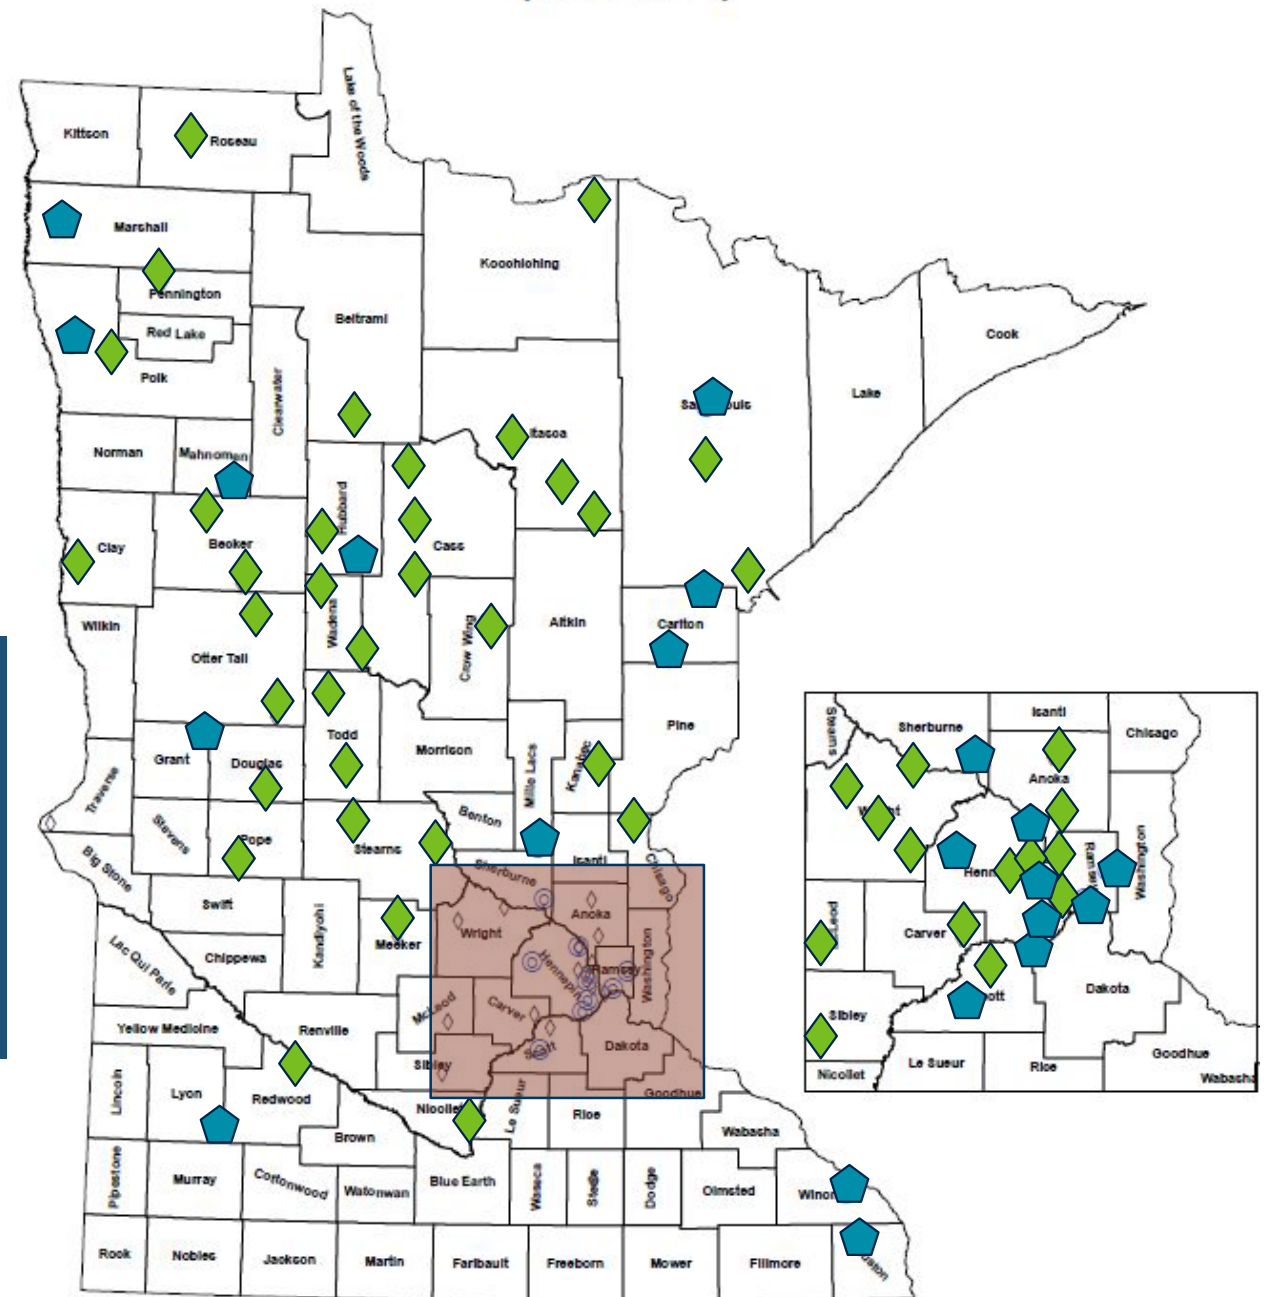 Kittson
Roseau
Lake of the Woods
Marshall
Koochiching
Pennington
Beltrami
Red Lake
Cook
Polk
Clearwater
Lake
Itasca
Norman
Mahnomen
Hubbard
Clay
Becker
Cass
Wilkin
Wadena
Crow Wing
Aitkin
Carlton
Otter Tail
Pine
Grant
Douglas
Todd
Morrison
Mille Lacs
Kanabec
Traverse
Stevens
Pope
Stearns
Benton
Isanti
Big Stone
Sherburne
Chisago
Swift
Kandiyohi
Meeker
Wright
Anoka
Lac Qui Parle
Chippewa
Hennepin
Ramsey
Washington
Yellow Medicine
Renville
McLeod
Carver
Scott
Dakota
Sibley
Lincoln
Lyon
Redwood
Nicollet
Le Sueur
Rice
Goodhue
Brown
Wabasha
Pipestone
Murray
Cottonwood
Watonwan
Blue Earth
Waseca
Steele
Dodge
Olmsted
Rock
Nobles
Jackson
Martin
Faribault
Freeborn
Mower
Fillmore
Stearns
Sherburne
Isanti
Chisago
Anoka
Washington
Carver
Dakota
Sibley
Nicollet
Le Sueur
Rice
Goodhue
Wabasha